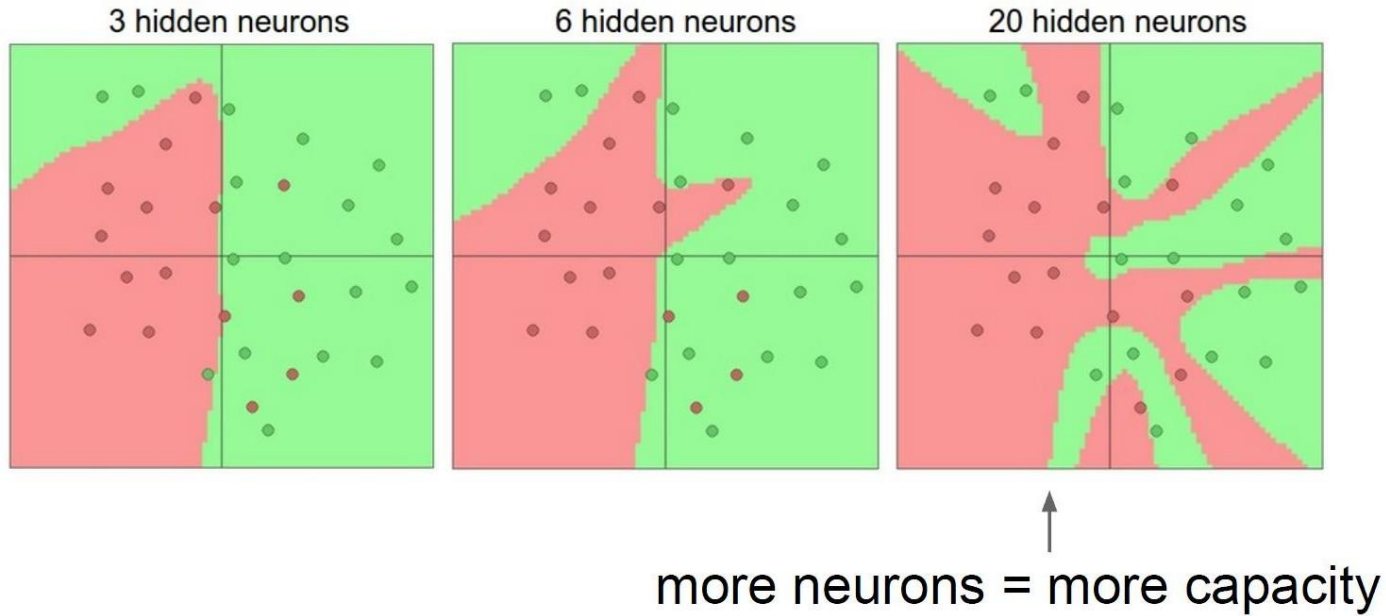 3 hidden neurons
6 hidden neurons
20 hidden neurons
more neurons = more capacity